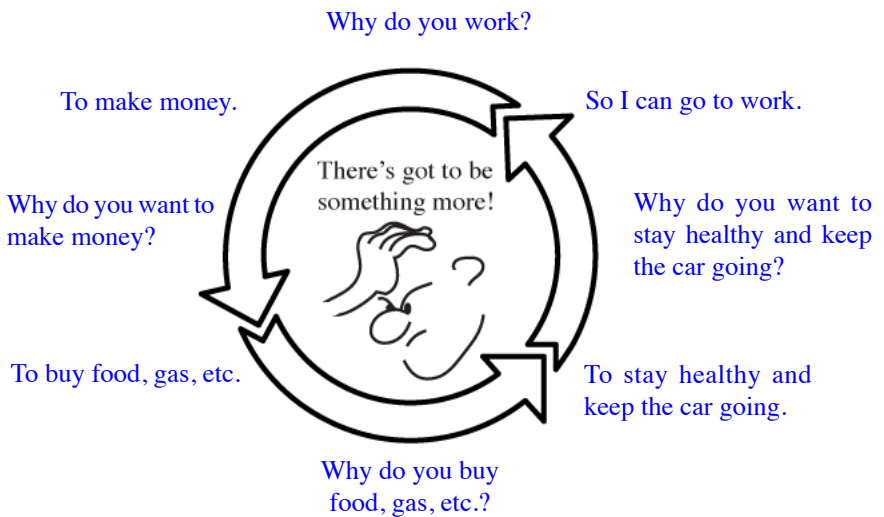 Why do you work?
To make money.
So I can go to work.
There's got to be
something more!
Why do you want to
make money?
Why do you want to
stay healthy and keep
the car going?
To buy food, gas, etc.
To stay healthy and
keep the car going.
Why do you buy
food, gas, etc.?